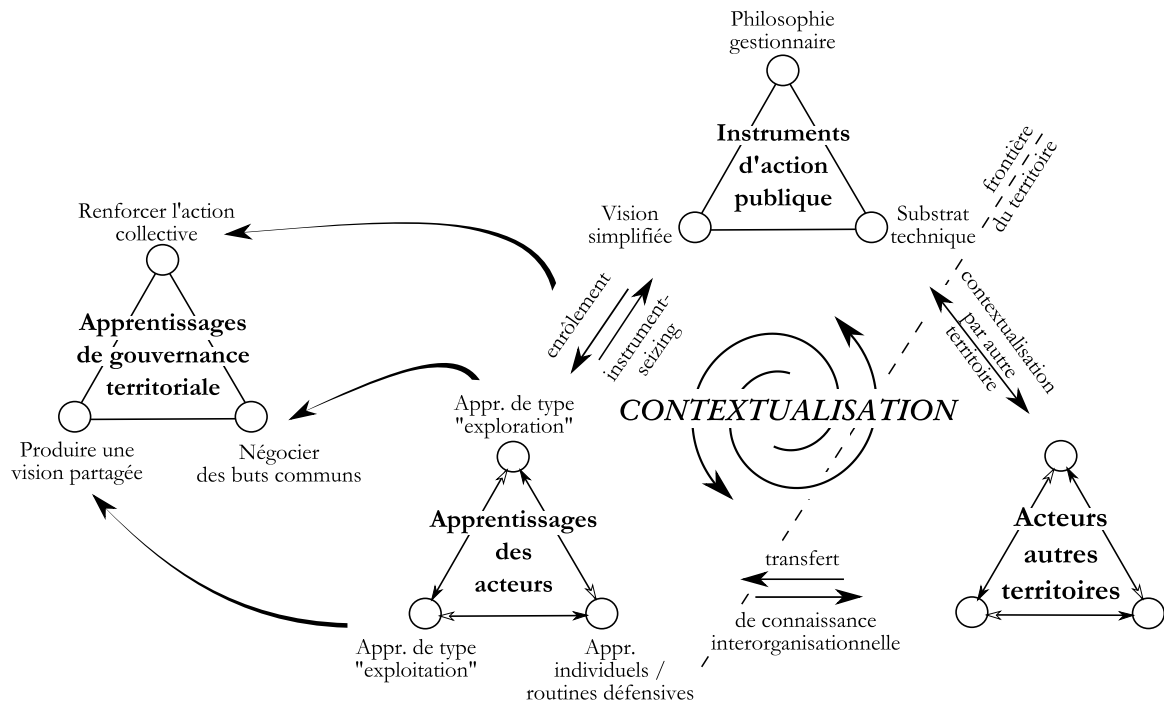 Philosophie
gestionnaire
Instruments
d'action
publique
Vision
simplifiée
Substrat
technique
frontière
du territoire
Renforcer l'action
collective
Apprentissages
de gouvernance
territoriale
Produire une
vision partagée
Négocier
des buts communs
enrôlement
instrument-
seizing
contextualisation
par autre
territoire
CONTEXTUALISATION
Appr. de type
"exploration"
Apprentissages
des
acteurs
Appr. de type
"exploitation"
Appr.
individuels /
routines défensives
transfert
de connaissance
interorganisationnelle
Acteurs
autres
territoires